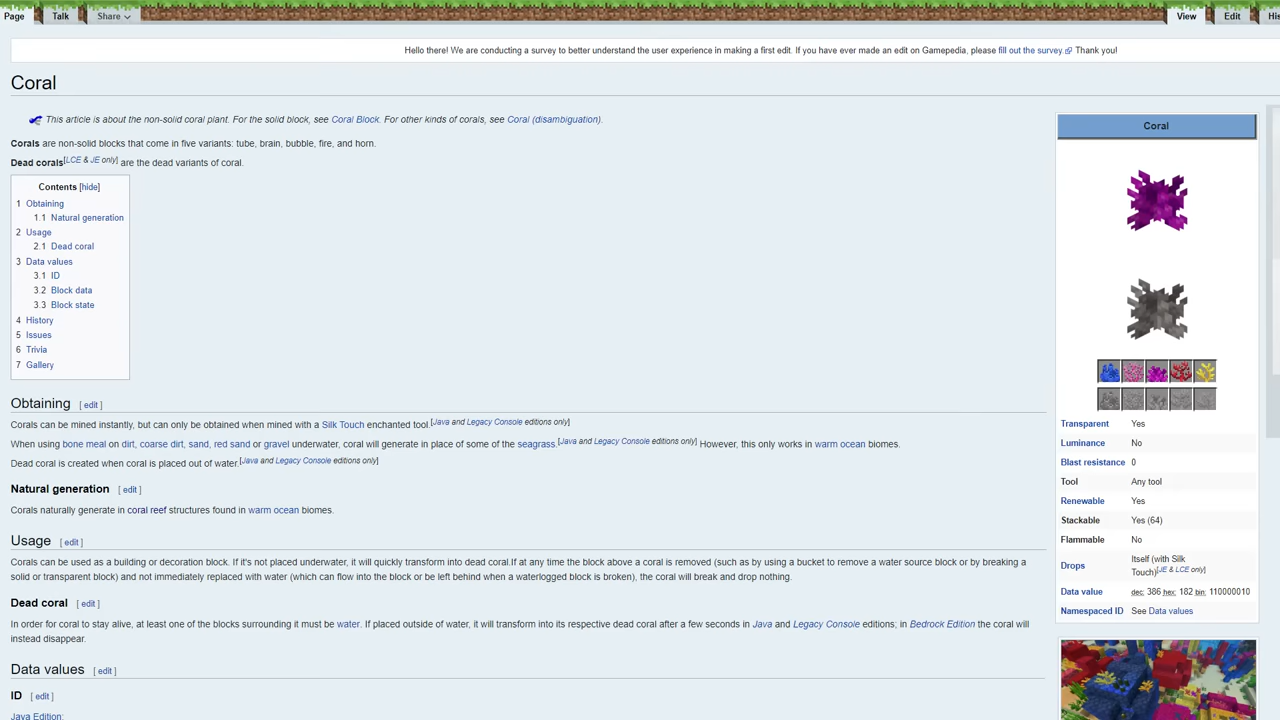 Page Talk Share View Edit His
Hello there! We are conducting a survey to better understand the user experience in making a first edit. If you have ever made an edit on Gamepedia, please fill out the survey. Thank you!
Coral
This article is about the non-solid coral plant. For the solid block, see Coral Block. For other kinds of corals, see Coral (disambiguation).
Corals are non-solid blocks that come in five variants: tube, brain, bubble, fire, and horn.
Dead corals[LCE & JE only] are the dead variants of coral.
Contents [hide]
1 Obtaining
1.1 Natural generation
2 Usage
2.1 Dead coral
3 Data values
3.1 ID
3.2 Block data
3.3 Block state
4 History
5 Issues
6 Trivia
7 Gallery
Obtaining [ edit ]
Corals can be mined instantly, but can only be obtained when mined with a Silk Touch enchanted tool.[Java and Legacy Console editions only]
When using bone meal on dirt, coarse dirt, sand, red sand or gravel underwater, coral will generate in place of some of the seagrass.[Java and Legacy Console editions only] However, this only works in warm ocean biomes.
Dead coral is created when coral is placed out of water.[Java and Legacy Console editions only]
Natural generation [ edit ]
Corals naturally generate in coral reef structures found in warm ocean biomes.
Usage [ edit ]
Corals can be used as a building or decoration block. If it's not placed underwater, it will quickly transform into dead coral.If at any time the block above a coral is removed (such as by using a bucket to remove a water source block or by breaking a
solid or transparent block) and not immediately replaced with water (which can flow into the block or be left behind when a waterlogged block is broken), the coral will break and drop nothing.
Dead coral [ edit ]
In order for coral to stay alive, at least one of the blocks surrounding it must be water. If placed outside of water, it will transform into its respective dead coral after a few seconds in Java and Legacy Console editions; in Bedrock Edition the coral will
instead disappear.
Data values [ edit ]
ID [ edit ]
Java Edition:
Coral
Transparent Yes
Luminance No
Blast resistance 0
Tool Any tool
Renewable Yes
Stackable Yes (64)
Flammable No
Drops Itself (with Silk
Touch)[JE & LCE only]
Data value dec: 386 hex: 182 bin: 110000010
Namespaced ID See Data values